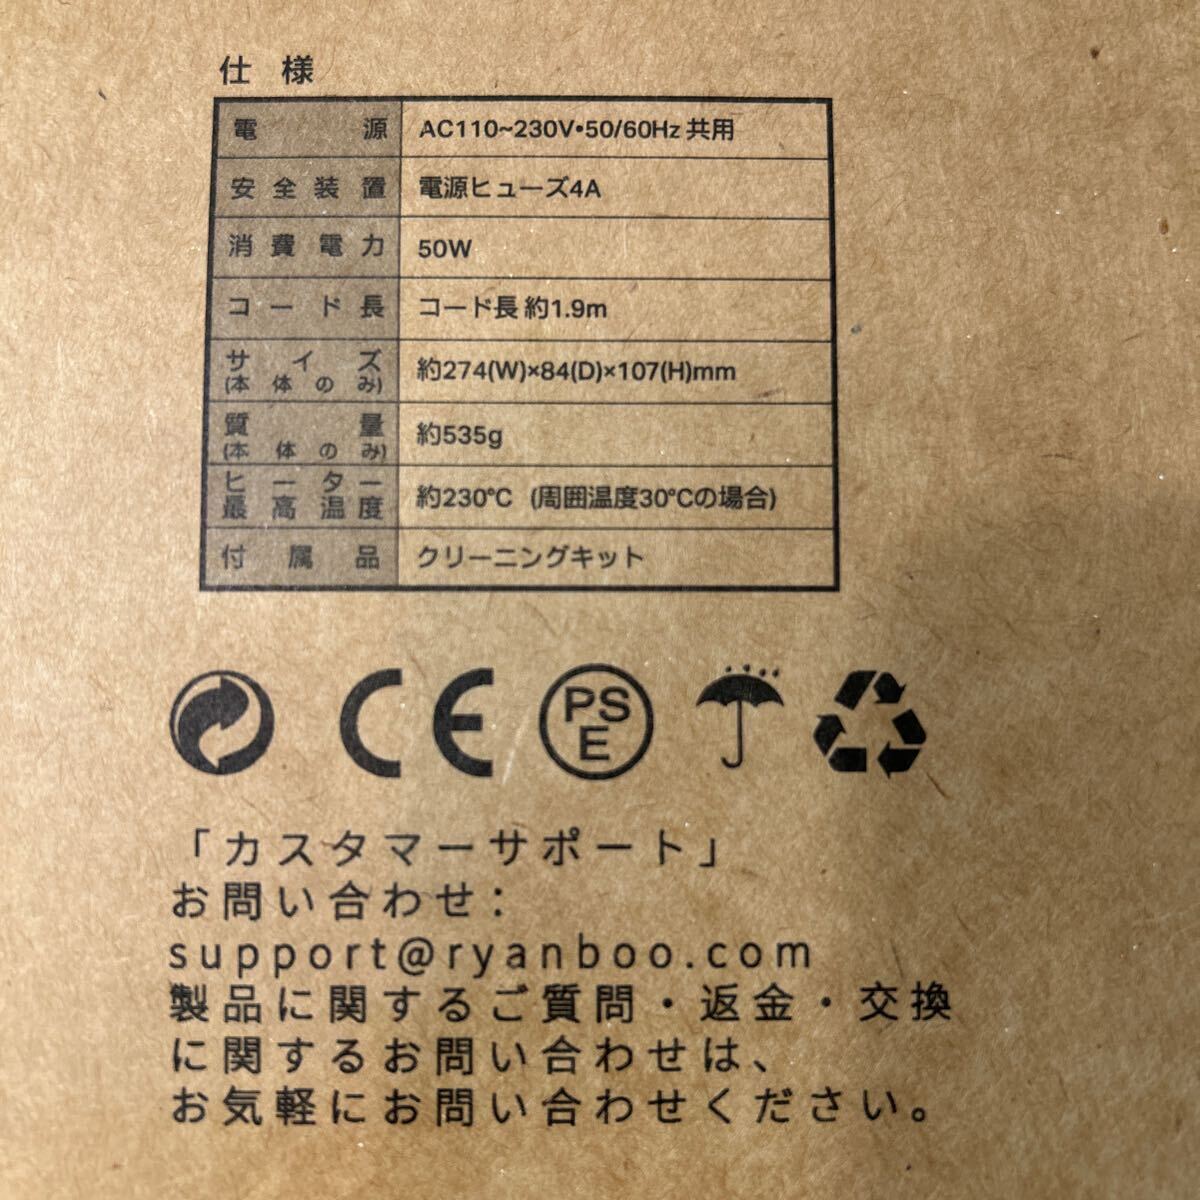 仕様
電源 AC110~230V•50/60Hz 共用
安全装置 電源ヒューズ4A
消費電力 50W
コード長 コード長 約1.9m
サイズ 約274(W)×84(D)×107(H)mm
(本体のみ)
質量 約535g
(本体のみ)
ヒーター 約230℃ (周囲温度30℃の場合)
最高温度
付属品 クリーニングキット
CE PSE
「カスタマーサポート」
お問い合わせ：
support@ryanboo.com
製品に関するご質問・返金・交換
に関するお問い合わせは、
お気軽にお問い合わせください。